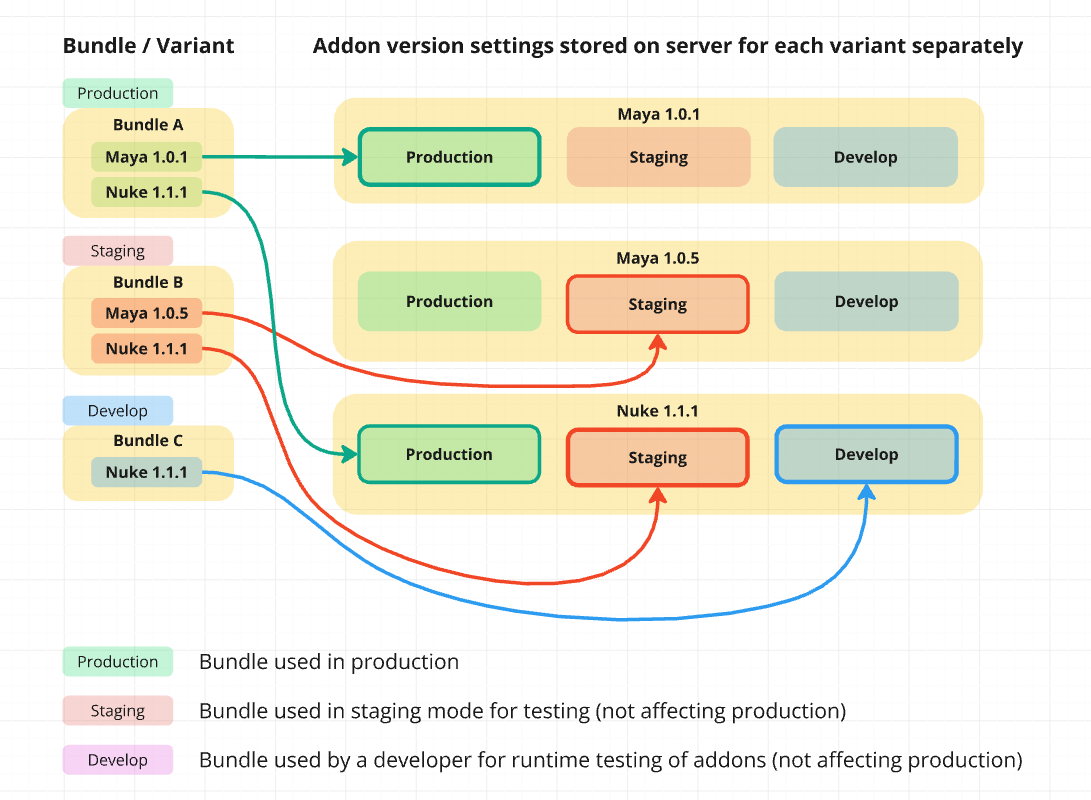 Bundle / Variant
Addon version settings stored on server for each variant separately
Production
Bundle A
Maya 1.0.1
Nuke 1.1.1
Maya 1.0.1
Production
Staging
Develop
Staging
Bundle B
Maya 1.0.5
Nuke 1.1.1
Maya 1.0.5
Production
Staging
Develop
Develop
Bundle C
Nuke 1.1.1
Nuke 1.1.1
Production
Staging
Develop
Production
Bundle used in production
Staging
Bundle used in staging mode for testing (not affecting production)
Develop
Bundle used by a developer for runtime testing of addons (not affecting production)